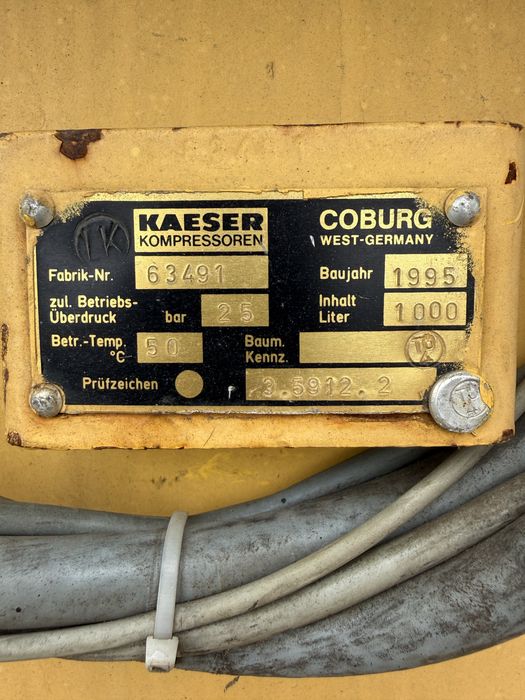 KAESER
KOMPRESSOREN
COBURG
WEST-GERMANY
Fabrik-Nr. 63491
Baujahr 1995
zul. Betriebs-
Überdruck bar 25
Inhalt
Liter 1000
Betr.-Temp.
°C 50
Baum.
Kennz.
Prüfzeichen 3.5912.2